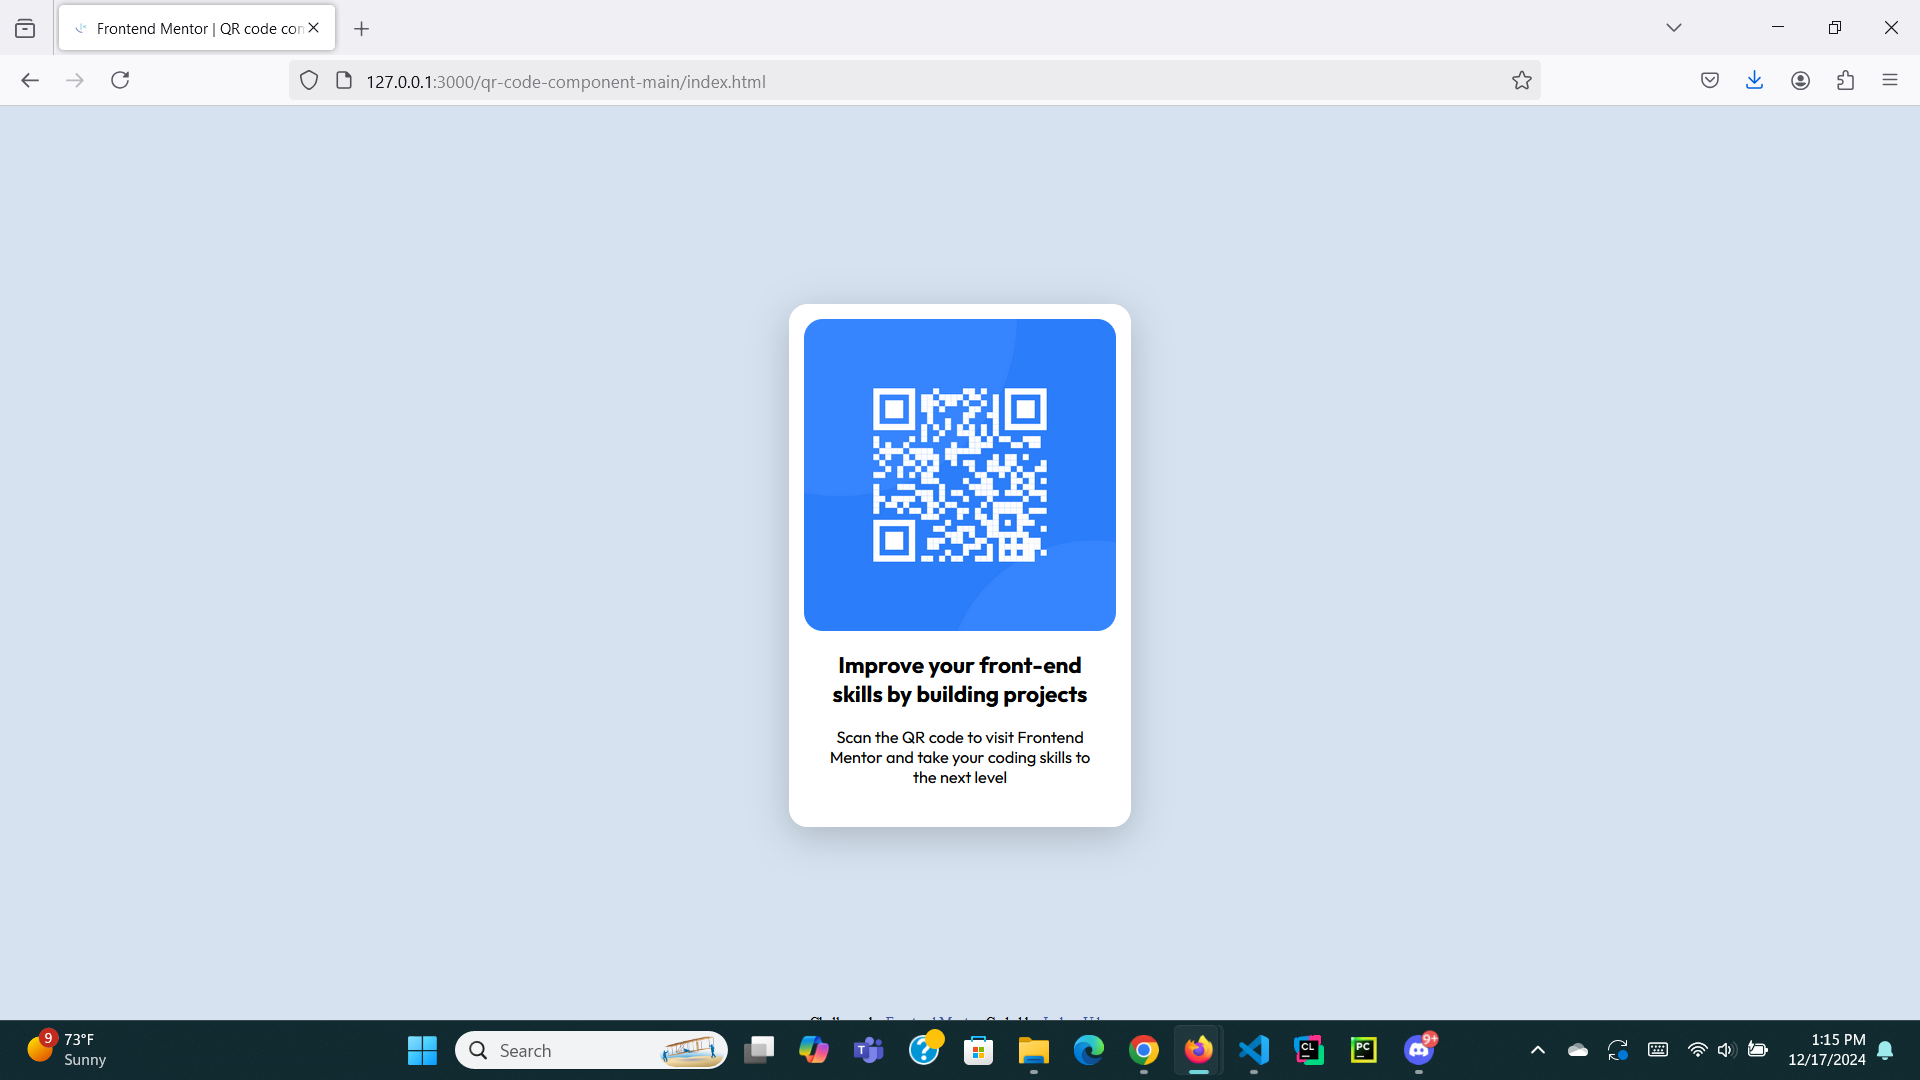 Frontend Mentor | QR code con
127.0.0.1:3000/qr-code-component-main/index.html
Improve your front-end
skills by building projects
Scan the QR code to visit Frontend
Mentor and take your coding skills to
the next level
9
73°F
Sunny
Search
T
?
CL
PC
9+
1:15 PM
12/17/2024